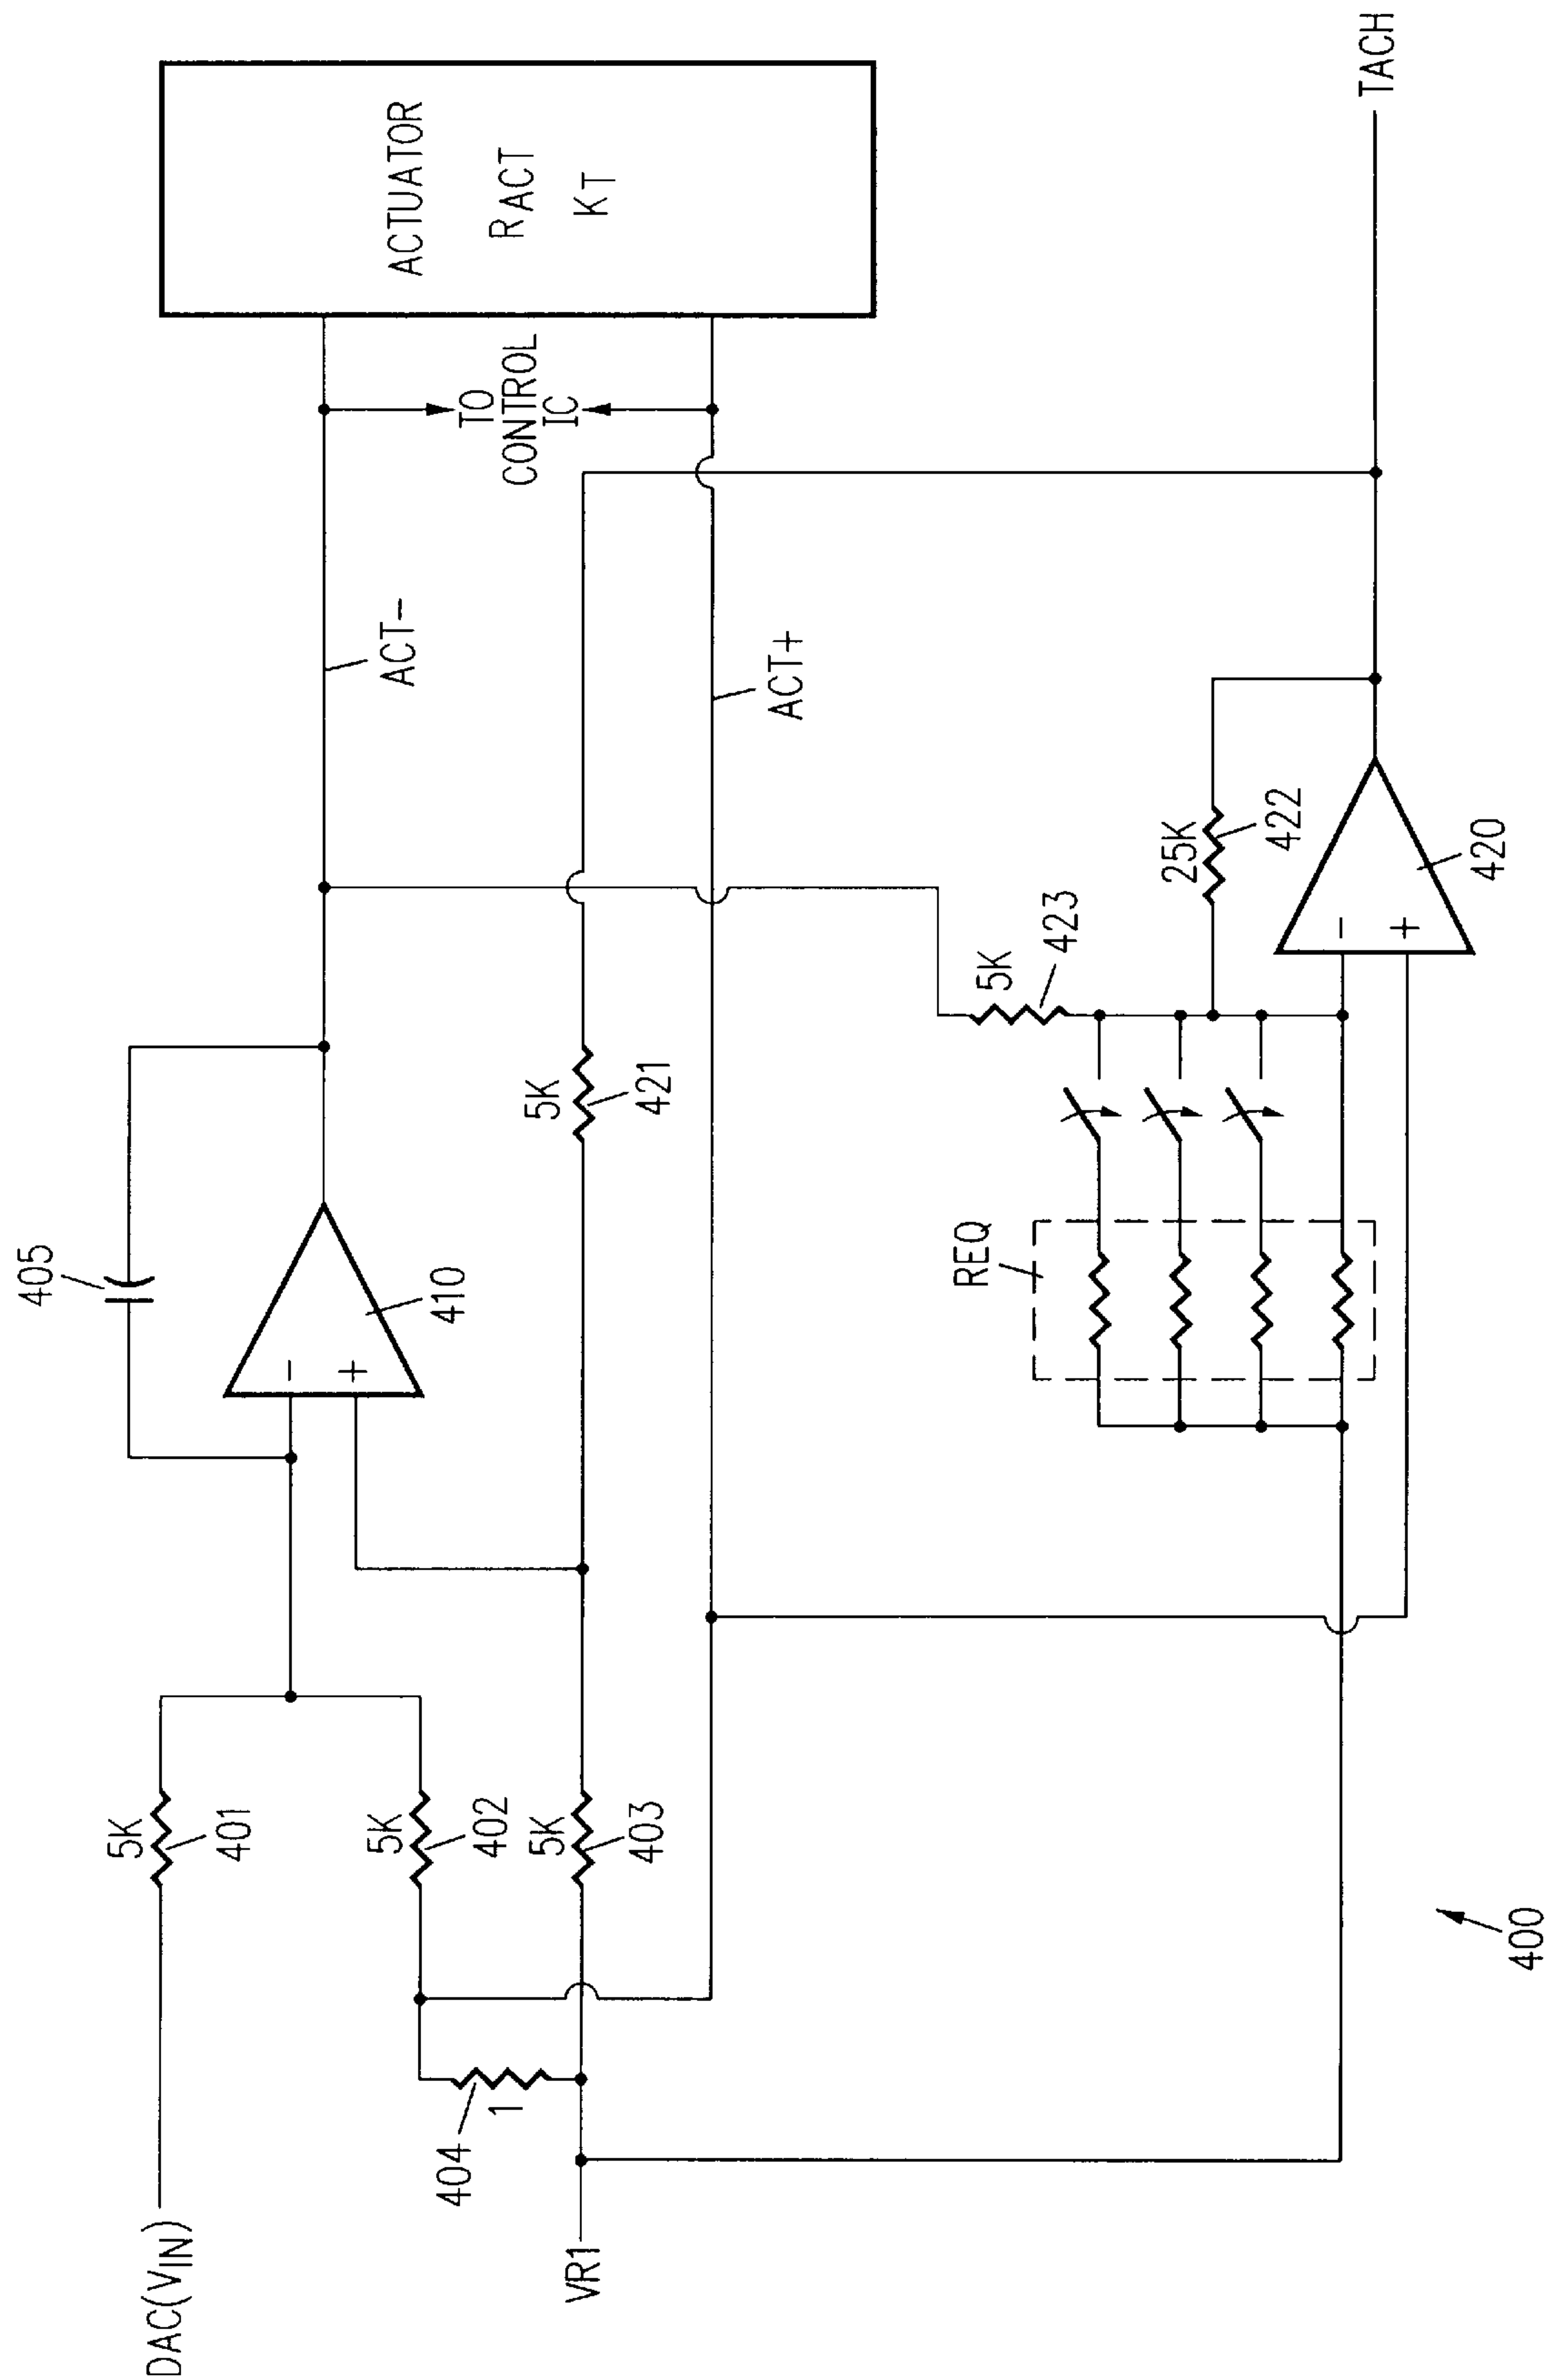 DAC(VIN)
5K
401
5K
402
5K
403
404
1
VR1
405
−
+
410
5K
421
ACT−
ACT+
ACTUATOR
RACT
KT
TO
CONTROL
IC
REQ
5K
423
25K
422
−
+
420
TACH
400